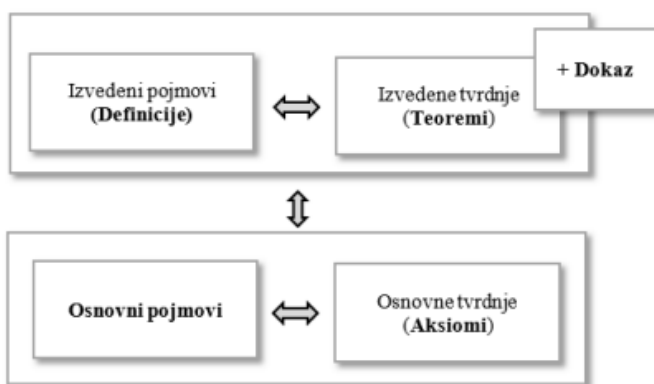 Izvedeni pojmovi
(Definicije)
Izvedene tvrdnje
(Teoremi)
+ Dokaz
Osnovni pojmovi
Osnovne tvrdnje
(Aksiomi)